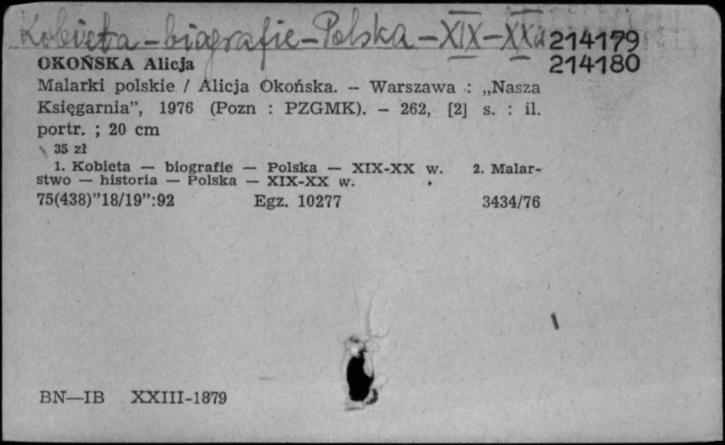 Kobieta - biografie - Polska - XIX-XX w. 214179
OKOŃSKA Alicja 214180
Malarki polskie / Alicja Okońska. – Warszawa : „Nasza
Księgarnia", 1976 (Pozn : PZGMK). – 262, [2] s. : il.
portr. ; 20 cm
35 zł
1. Kobieta — biografie — Polska — XIX-XX w. 2. Malar-
stwo — historia — Polska — XIX-XX w.
75(438)"18/19":92 Egz. 10277 3434/76
BN—IB XXIII-1879